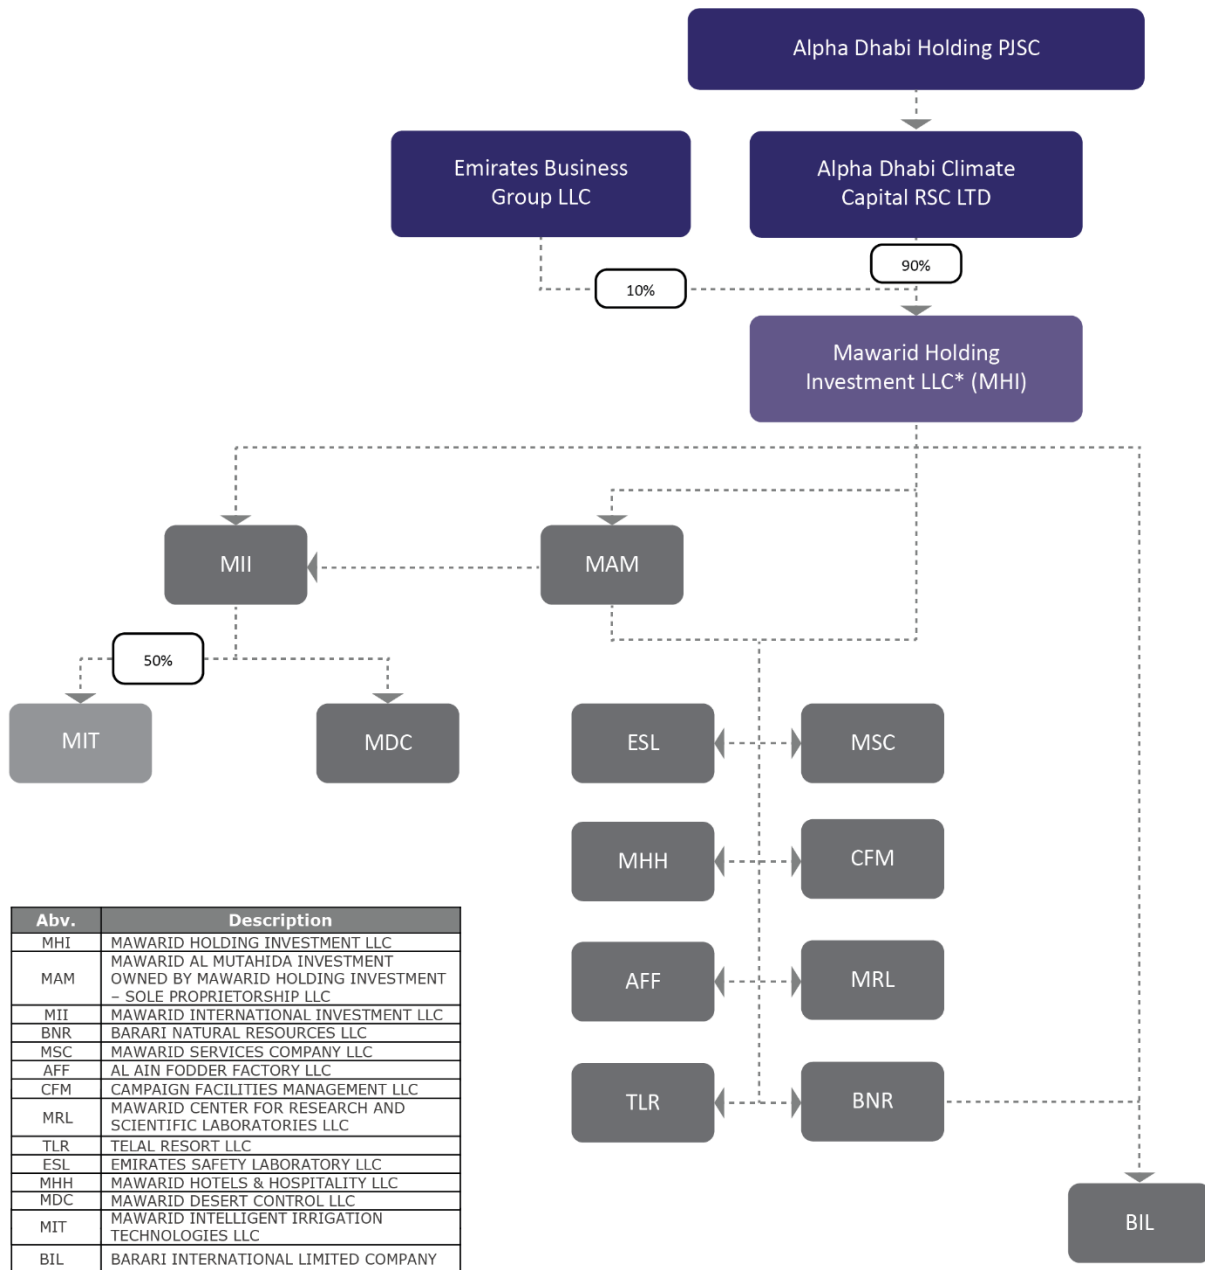 Alpha Dhabi Holding PJSC
Emirates Business
Group LLC
Alpha Dhabi Climate
Capital RSC LTD
90%
10%
Mawarid Holding
Investment LLC* (MHI)
MII
MAM
50%
MIT
MDC
ESL
MSC
MHH
CFM
AFF
MRL
TLR
BNR
BIL
Abv. Description
MHI MAWARID HOLDING INVESTMENT LLC
MAM MAWARID AL MUTAHIDA INVESTMENT
OWNED BY MAWARID HOLDING INVESTMENT
– SOLE PROPRIETORSHIP LLC
MII MAWARID INTERNATIONAL INVESTMENT LLC
BNR BARARI NATURAL RESOURCES LLC
MSC MAWARID SERVICES COMPANY LLC
AFF AL AIN FODDER FACTORY LLC
CFM CAMPAIGN FACILITIES MANAGEMENT LLC
MRL MAWARID CENTER FOR RESEARCH AND
SCIENTIFIC LABORATORIES LLC
TLR TELAL RESORT LLC
ESL EMIRATES SAFETY LABORATORY LLC
MHH MAWARID HOTELS & HOSPITALITY LLC
MDC MAWARID DESERT CONTROL LLC
MIT MAWARID INTELLIGENT IRRIGATION
TECHNOLOGIES LLC
BIL BARARI INTERNATIONAL LIMITED COMPANY